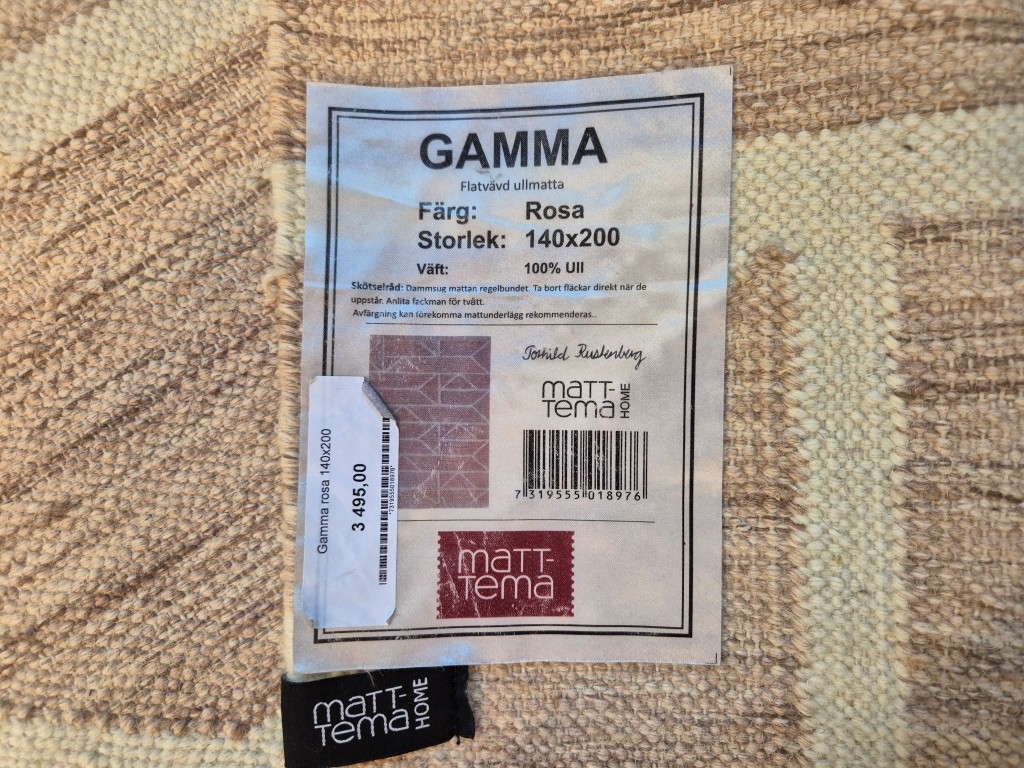 GAMMA
Flatvävd ullmatta
Färg: Rosa
Storlek: 140x200
Väft: 100% Ull
Skötselråd: Dammsug mattan regelbundet. Ta bort fläckar direkt när de
uppstår. Anlita fackman för tvätt.
Avfärgning kan förekomma mattunderlägg rekommenderas..
Torhild Rustenberg
maTT-
Tema HOME
7 319555 018976
Gamma rosa 140x200
3 495,00
*7319555018976*
maTT-
Tema
maTT-
Tema HOME